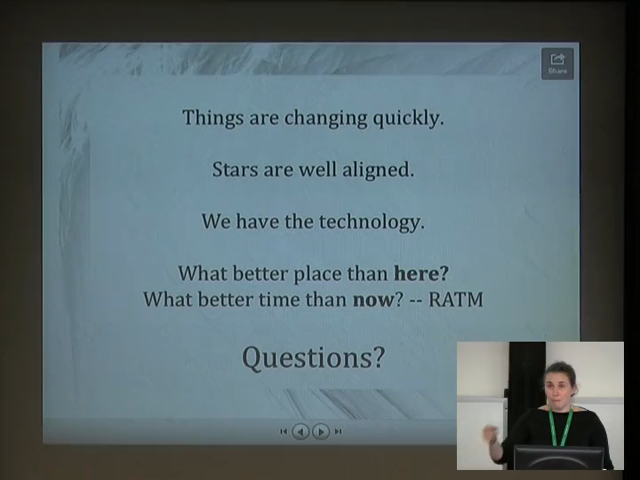 Share
Things are changing quickly.
Stars are well aligned.
We have the technology.
What better place than here?
What better time than now? -- RATM
Questions?